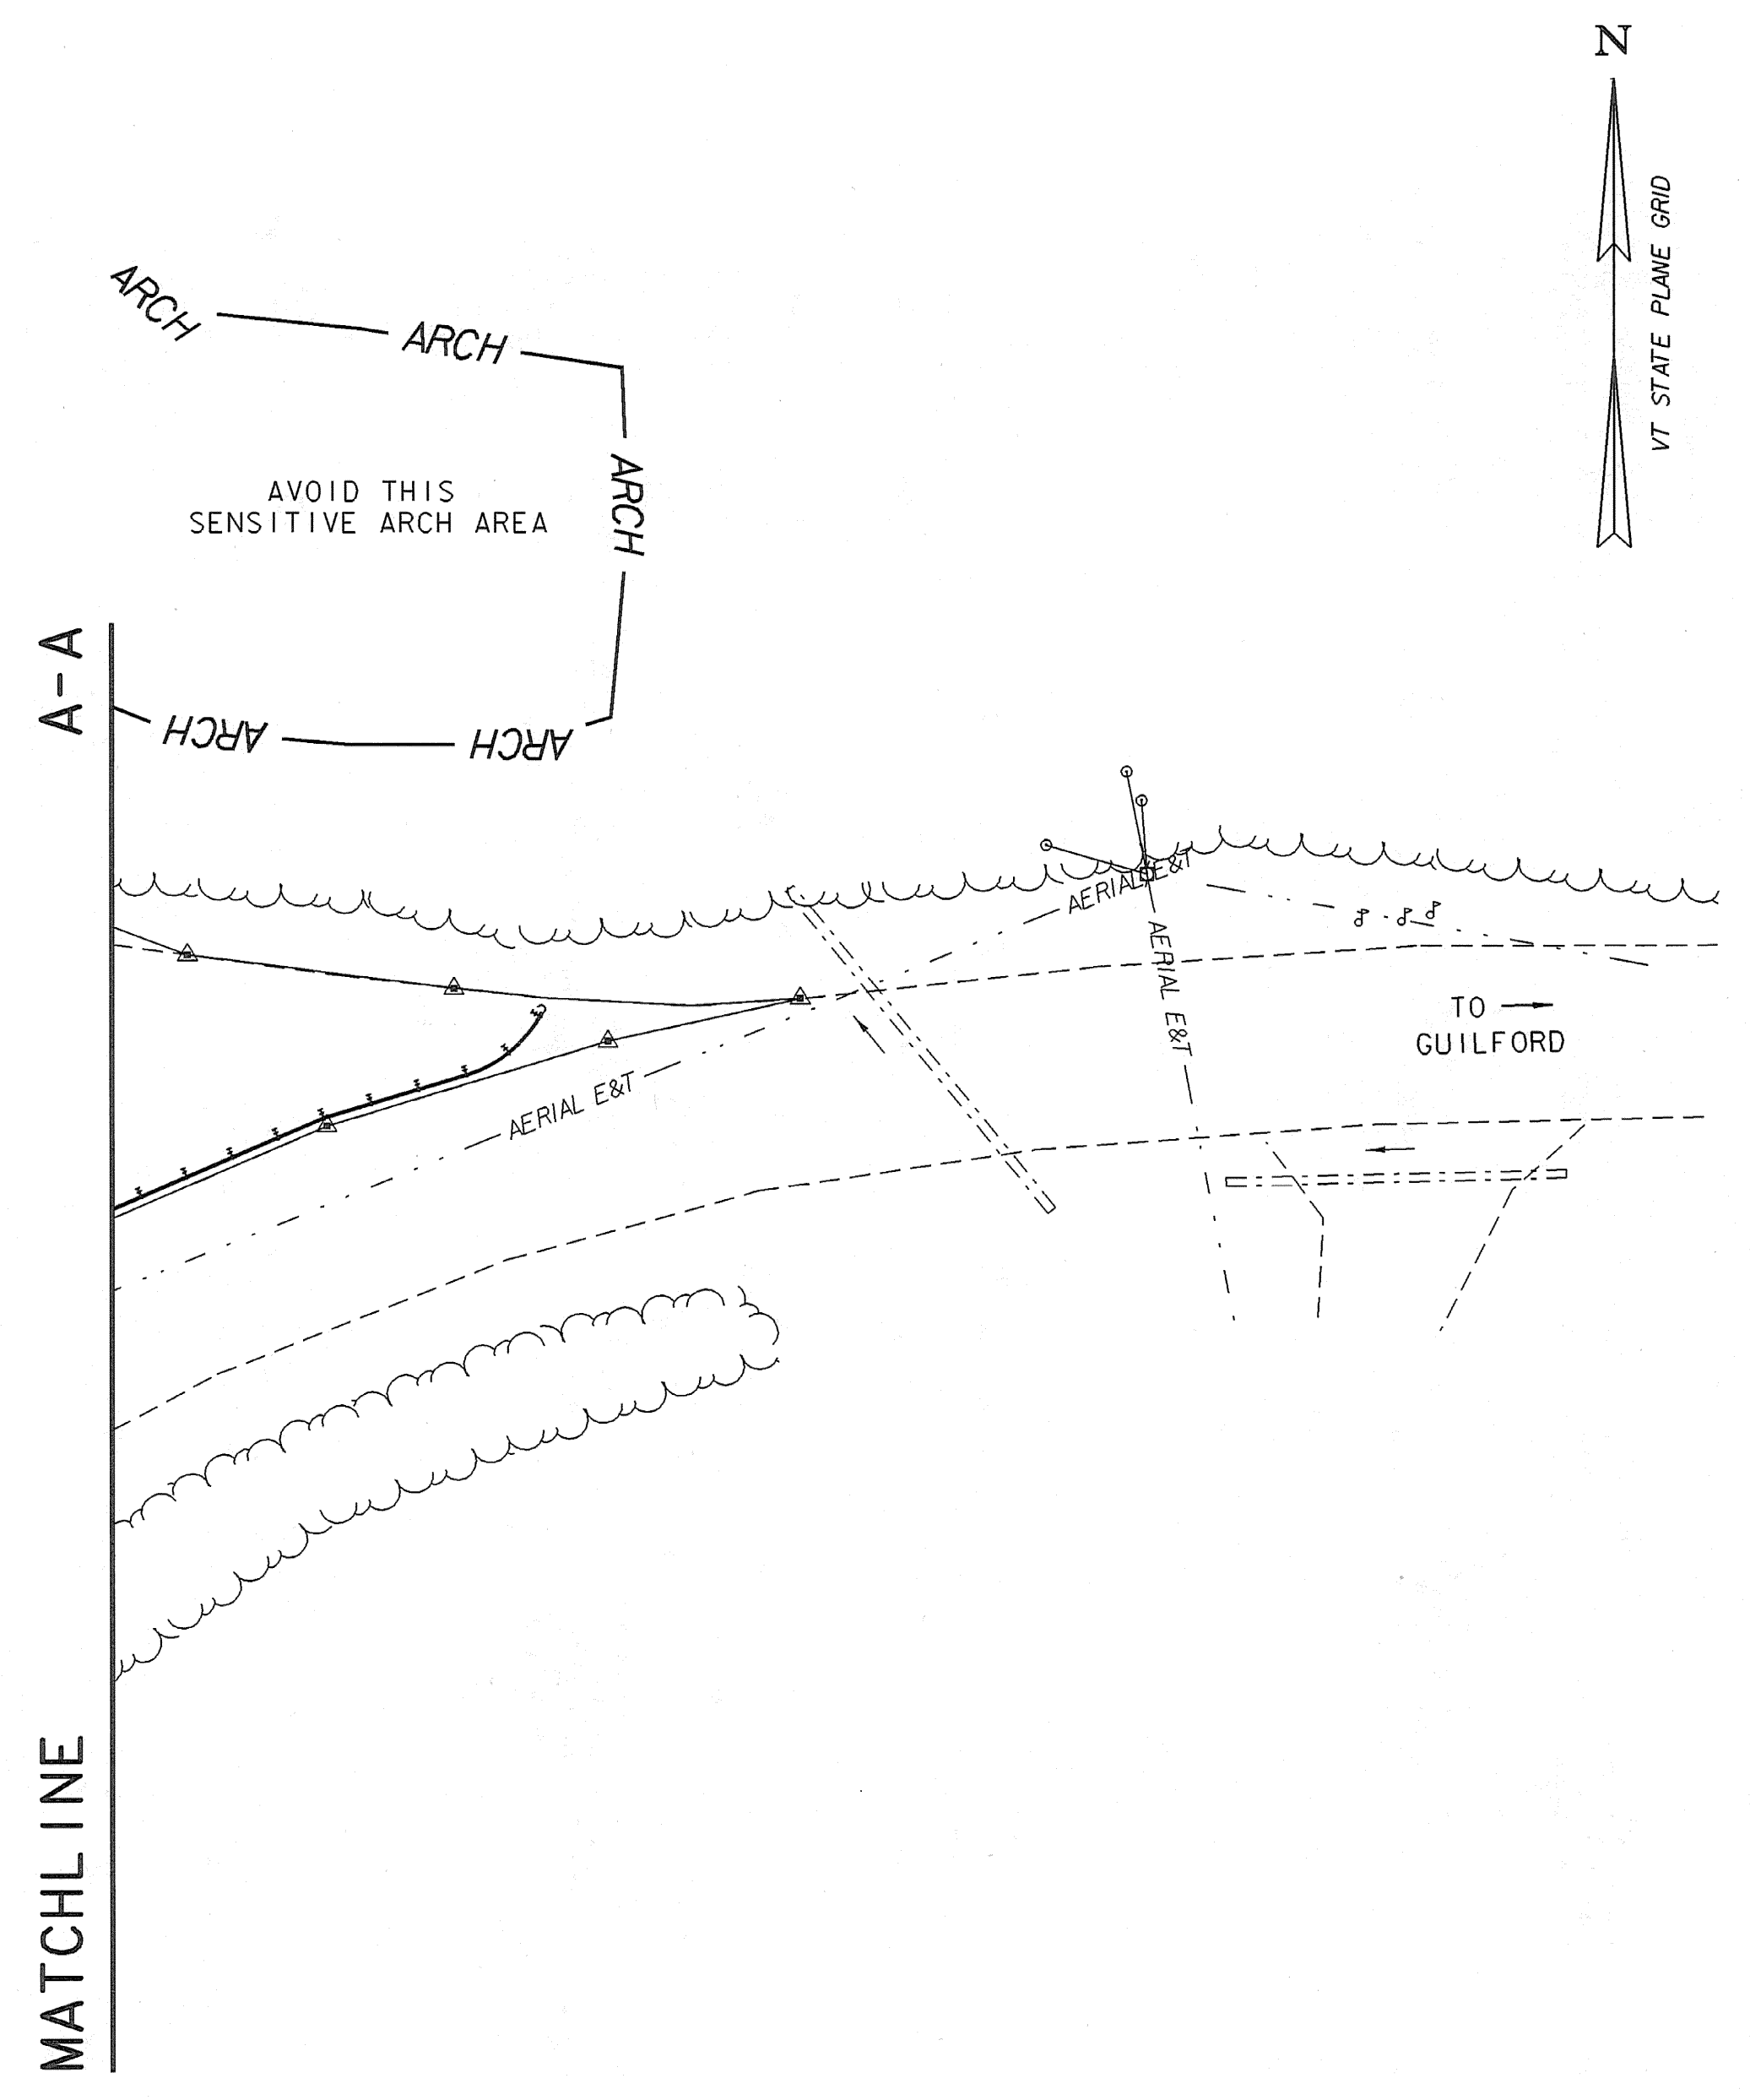 N
VT STATE PLANE GRID
ARCH
ARCH
ARCH
AVOID THIS
SENSITIVE ARCH AREA
A-A
ARCH
ARCH
AERIAL E&T
AERIAL E&T
TO
GUILFORD
AERIAL E&T
MATCHLINE